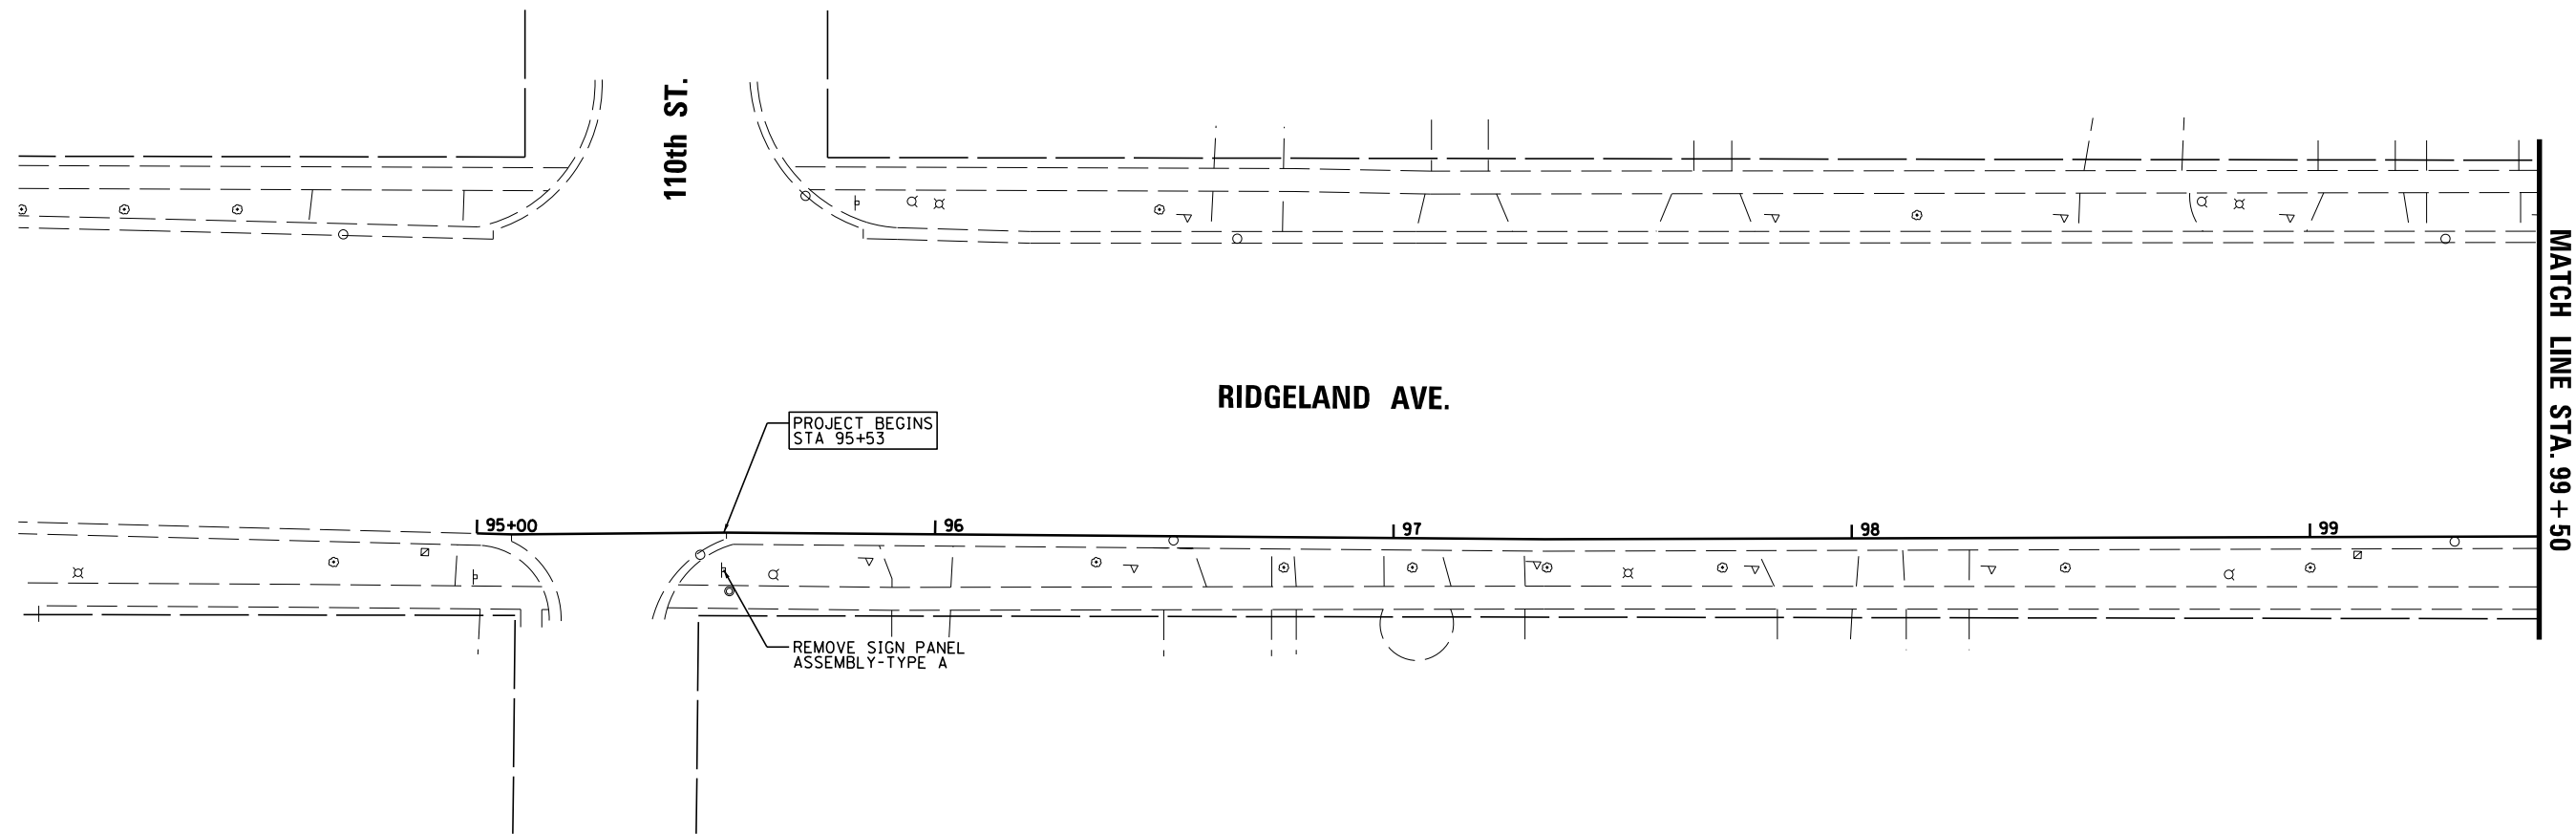 110th ST.
RIDGELAND AVE.
MATCH LINE STA. 99+50
PROJECT BEGINS
STA 95+53
95+00
96
97
98
99
REMOVE SIGN PANEL
ASSEMBLY-TYPE A